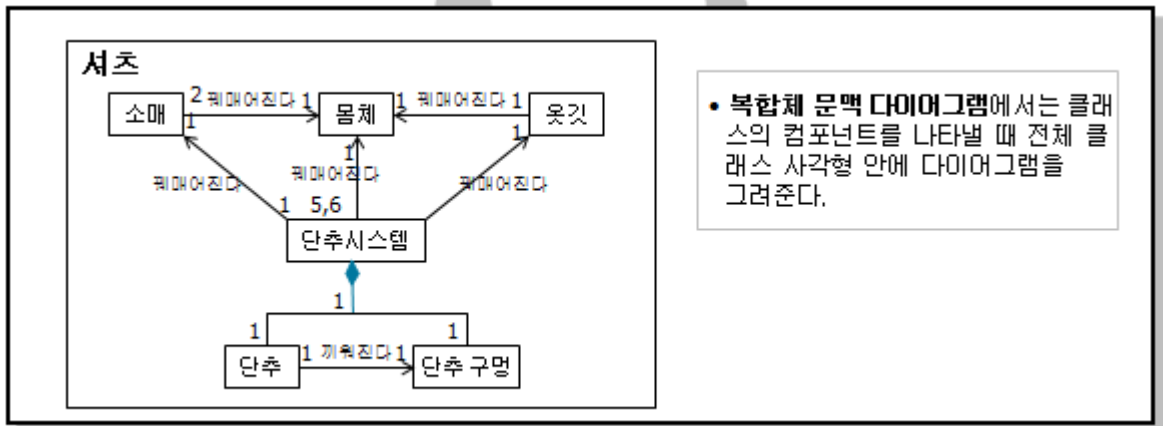 셔츠
소매
2 꿰매어진다 1
몸체
1 꿰매어진다 1
옷깃
1
1
1
꿰매어진다
꿰매어진다
꿰매어진다
1
5,6
단추시스템
1
1
1
단추
1 끼워진다 1
단추 구멍
• 복합체 문맥 다이어그램에서는 클래
스의 컴포넌트를 나타낼 때 전체 클
래스 사각형 안에 다이어그램을
그려준다.